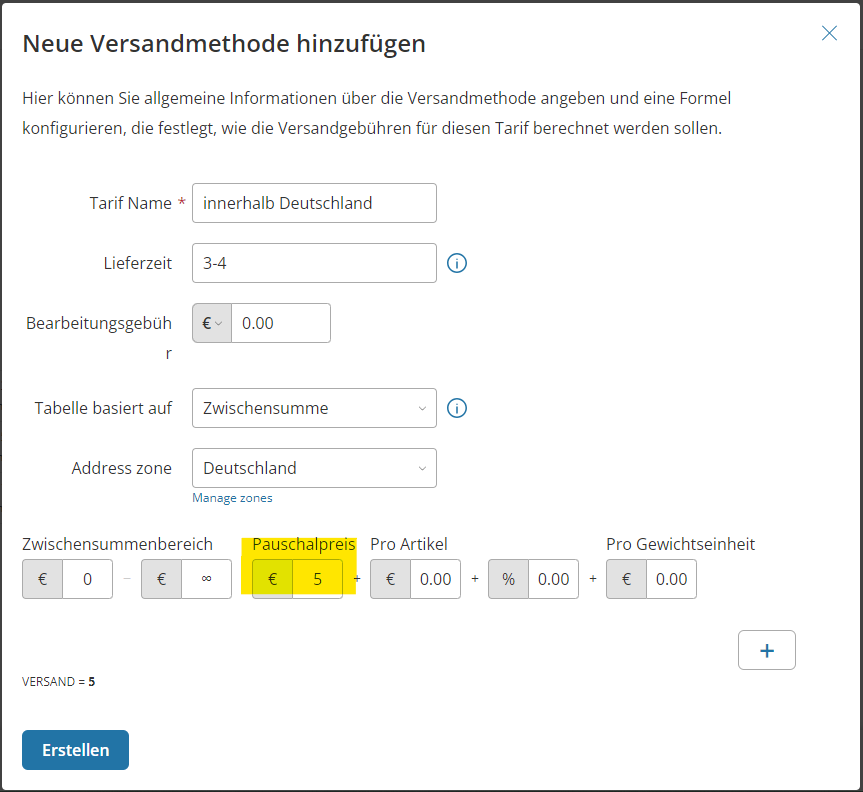 Neue Versandmethode hinzufügen
Hier können Sie allgemeine Informationen über die Versandmethode angeben und eine Formel
konfigurieren, die festlegt, wie die Versandgebühren für diesen Tarif berechnet werden sollen.
Tarif Name * innerhalb Deutschland
Lieferzeit 3-4
Bearbeitungsgebüh € 0.00
r
Tabelle basiert auf Zwischensumme
Address zone Deutschland
Manage zones
Zwischensummenbereich Pauschalpreis Pro Artikel Pro Gewichtseinheit
€ 0 – € ∞ € 5 + € 0.00 + % 0.00 + € 0.00
+
VERSAND = 5
Erstellen